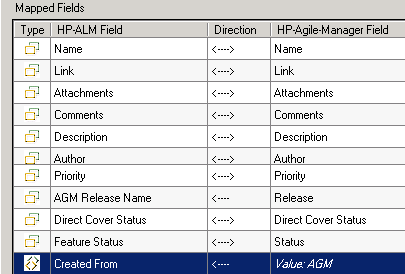 Mapped Fields
Type HP-ALM Field Direction HP-Agile-Manager Field
Name <----> Name
Link <----> Link
Attachments <----> Attachments
Comments <----> Comments
Description <----> Description
Author <----> Author
Priority <----> Priority
AGM Release Name <---- Release
Direct Cover Status <----> Direct Cover Status
Feature Status <----> Status
Created From <---- Value: AGM